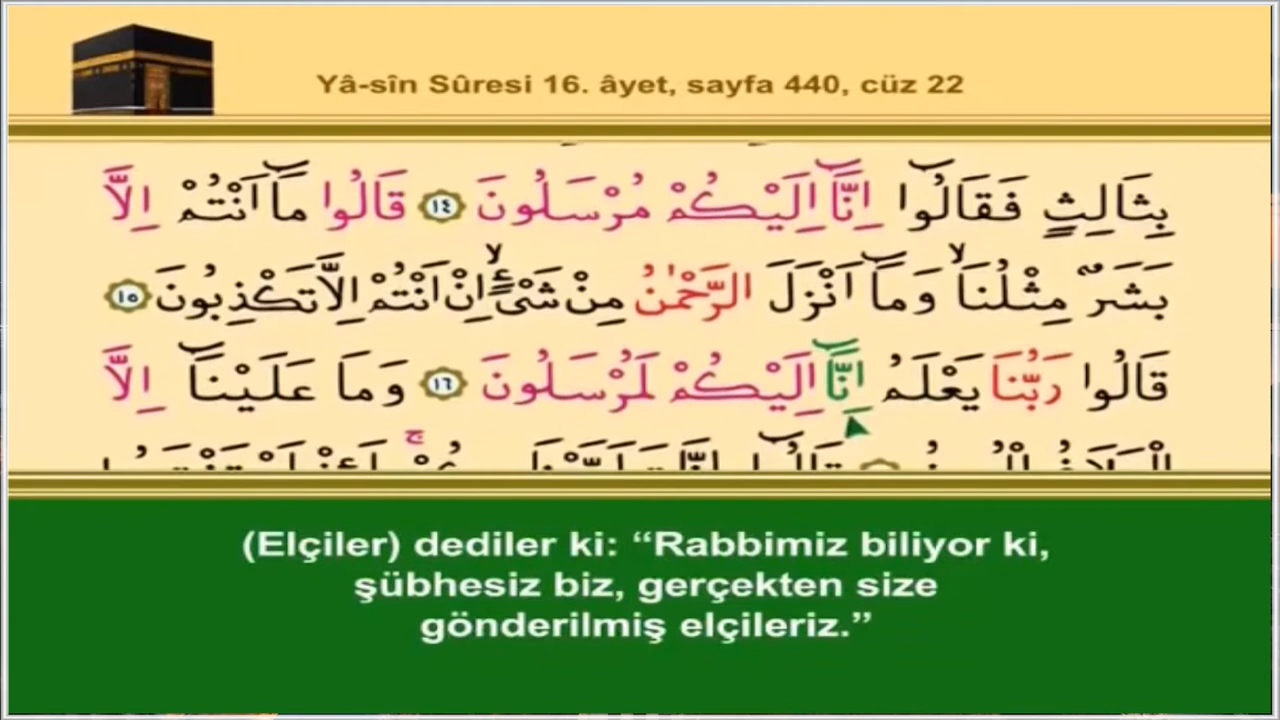 Yâ-sîn Sûresi 16. âyet, sayfa 440, cüz 22
بِثَالِثٍ فَقَالُٓوا اِنَّٓا اِلَيْكُمْ مُرْسَلُونَ ﴿١٤﴾ قَالُوا مَٓا اَنْتُمْ اِلَّا
بَشَرٌ مِثْلُنَاۙ وَمَٓا اَنْزَلَ الرَّحْمٰنُ مِنْ شَيْءٍۙ اِنْ اَنْتُمْ اِلَّا تَكْذِبُونَ ﴿١٥﴾
قَالُوا رَبُّنَا يَعْلَمُ اِنَّٓا اِلَيْكُمْ لَمُرْسَلُونَ ﴿١٦﴾ وَمَا عَلَيْنَٓا اِلَّا
(Elçiler) dediler ki: “Rabbimiz biliyor ki,
şübhesiz biz, gerçekten size
gönderilmiş elçileriz.”